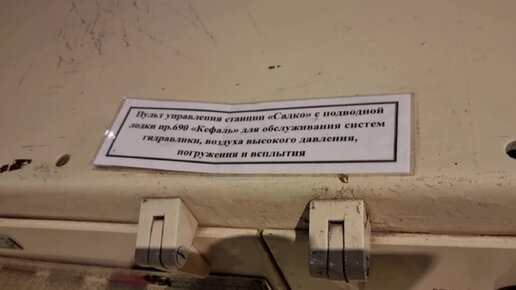 Пульт управления станции «Садко» с подводной
лодки пр.690 «Кефаль» для обслуживания систем
гидравлики, воздуха высокого давления,
погружения и всплытия